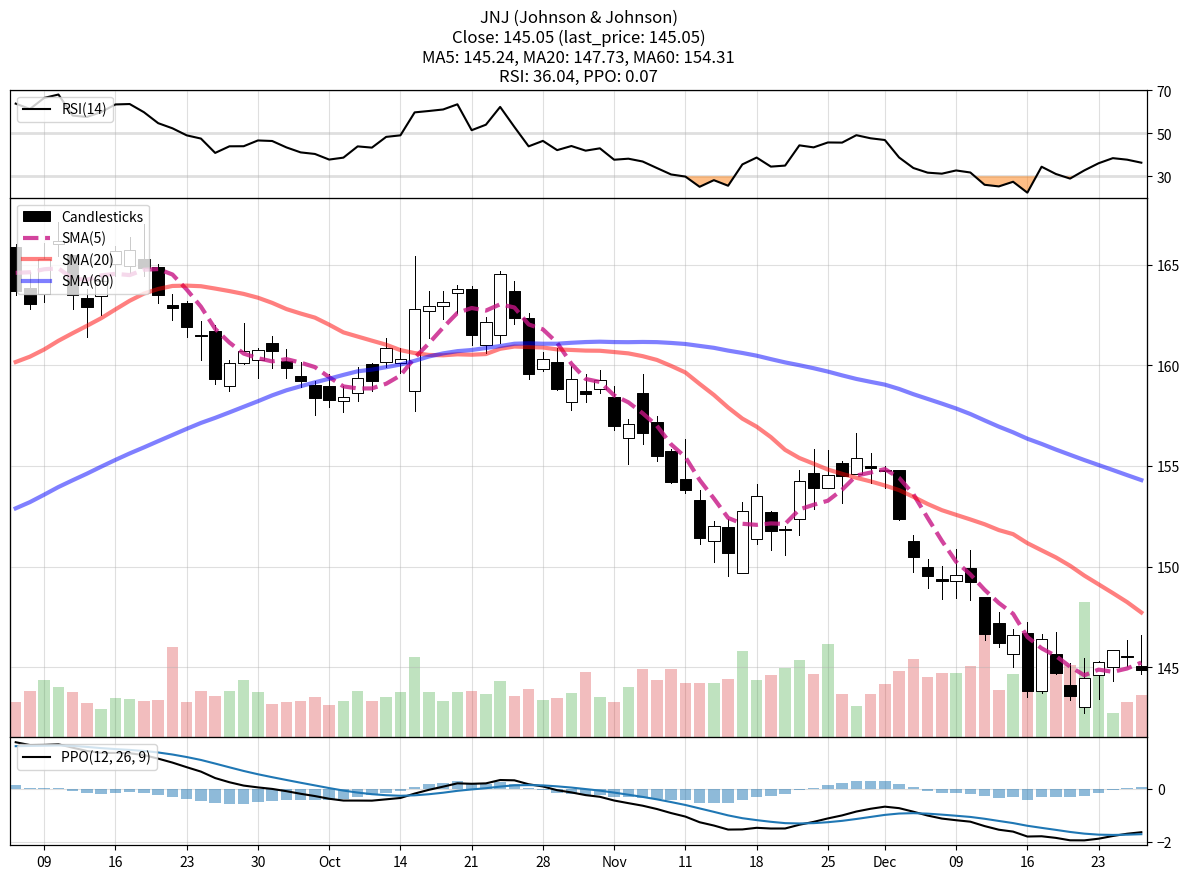 JNJ (Johnson & Johnson)
Close: 145.05 (last_price: 145.05)
MA5: 145.24, MA20: 147.73, MA60: 154.31
RSI: 36.04, PPO: 0.07
RSI(14)
70
50
30
Candlesticks
SMA(5)
SMA(20)
SMA(60)
165
160
155
150
145
PPO(12, 26, 9)
0
−2
09 16 23 30 Oct 14 21 28 Nov 11 18 25 Dec 09 16 23